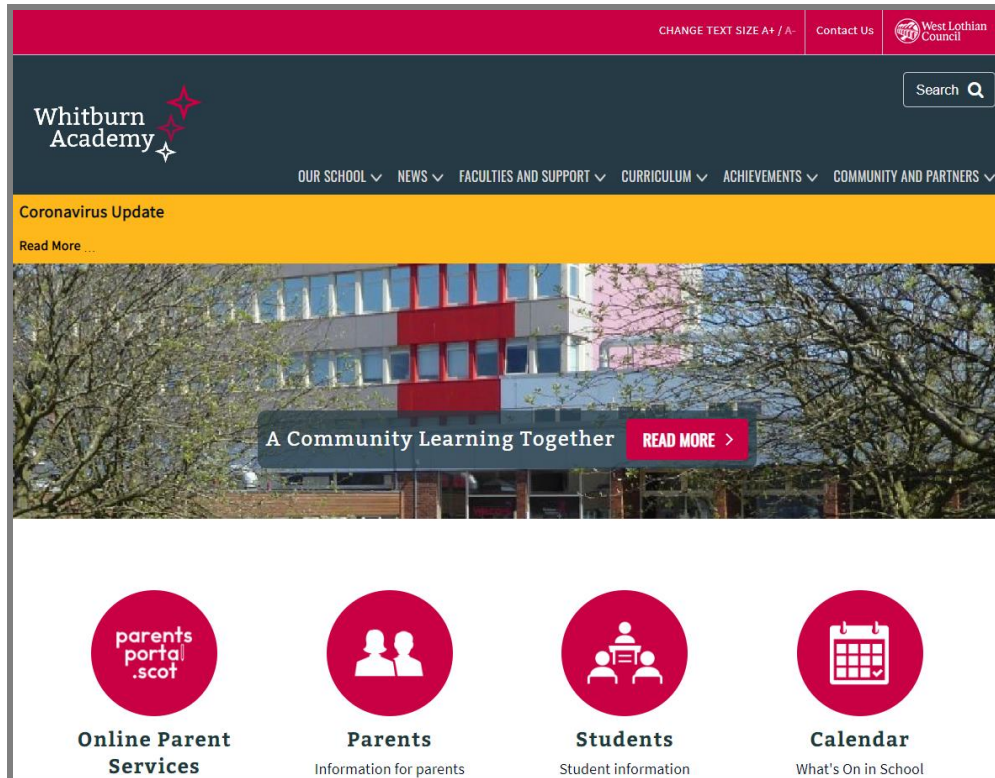 CHANGE TEXT SIZE A+ / A-
Contact Us
West Lothian
Council
Search
Whitburn
Academy
OUR SCHOOL
NEWS
FACULTIES AND SUPPORT
CURRICULUM
ACHIEVEMENTS
COMMUNITY AND PARTNERS
Coronavirus Update
Read More ...
A Community Learning Together
READ MORE >
parents
portal
.scot
Online Parent
Services
Parents
Information for parents
Students
Student information
Calendar
What's On in School